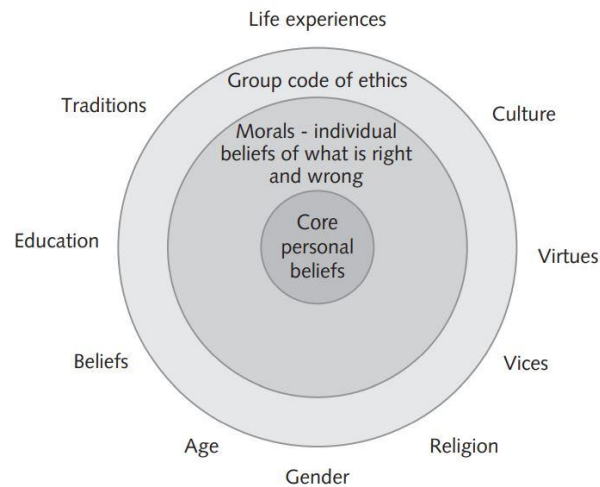 Life experiences
Group code of ethics
Traditions
Culture
Morals - individual
beliefs of what is right
and wrong
Core
personal
beliefs
Education
Virtues
Beliefs
Vices
Age
Religion
Gender